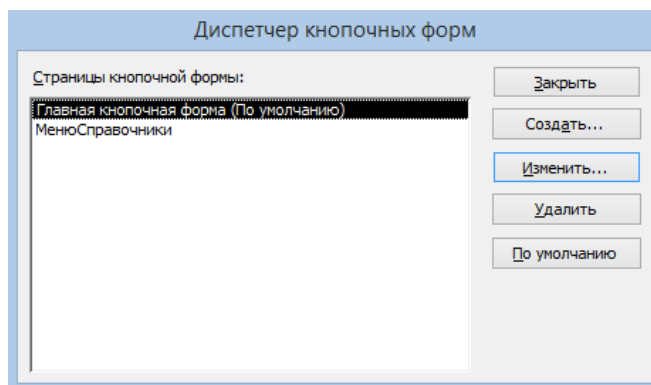 Диспетчер кнопочных форм
Страницы кнопочной формы:
Главная кнопочная форма (По умолчанию)
МенюСправочники
Закрыть
Создать...
Изменить...
Удалить
По умолчанию